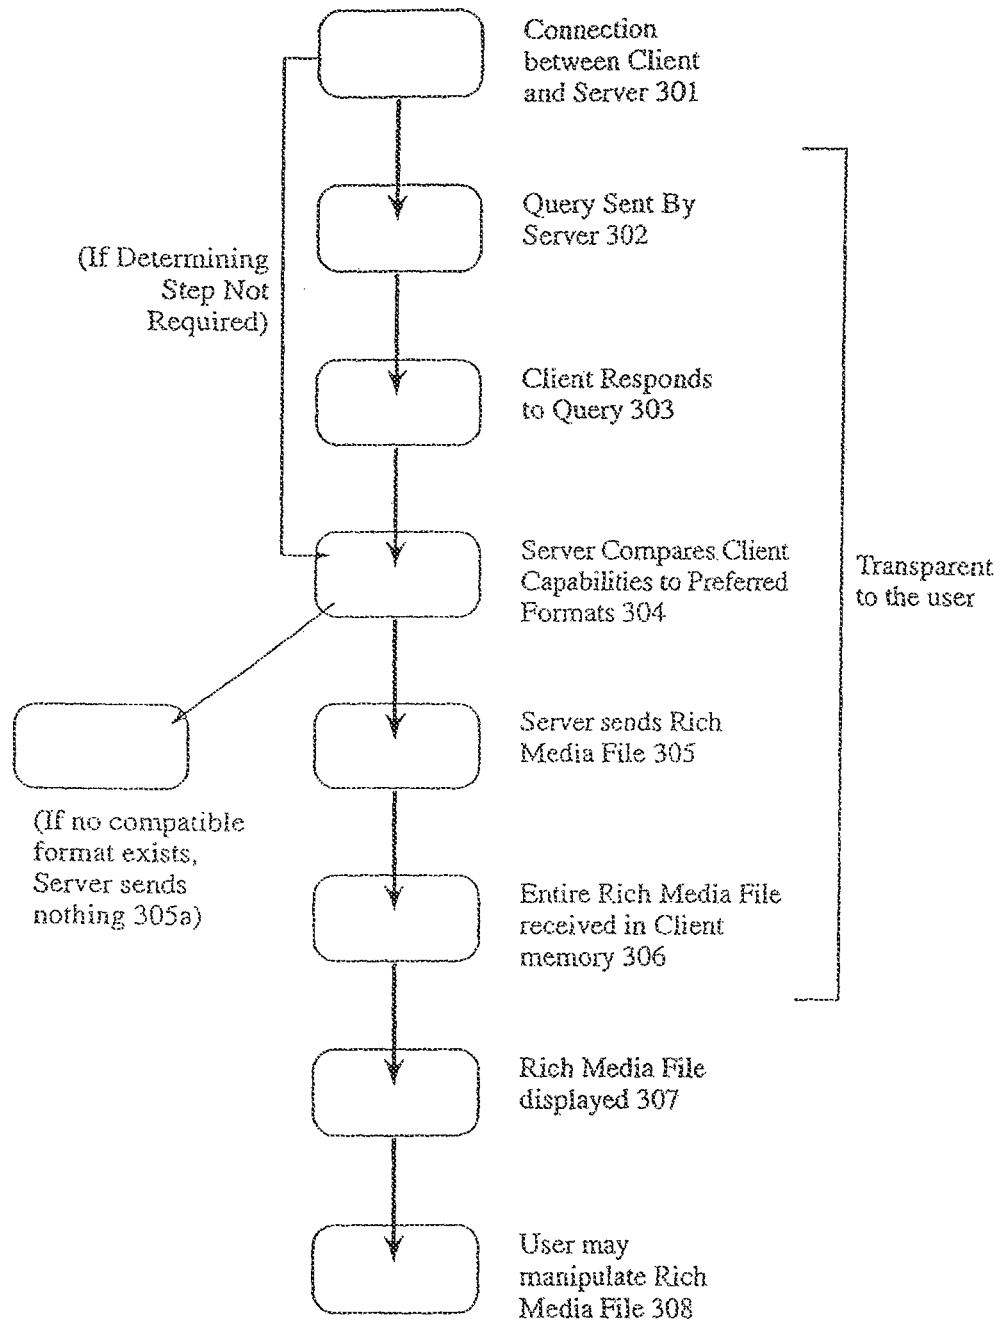 Connection
between Client
and Server 301
Query Sent By
Server 302
(If Determining
Step Not
Required)
Client Responds
to Query 303
Server Compares Client
Capabilities to Preferred
Formats 304
Transparent
to the user
Server sends Rich
Media File 305
(If no compatible
format exists,
Server sends
nothing 305a)
Entire Rich Media File
received in Client
memory 306
Rich Media File
displayed 307
User may
manipulate Rich
Media File 308